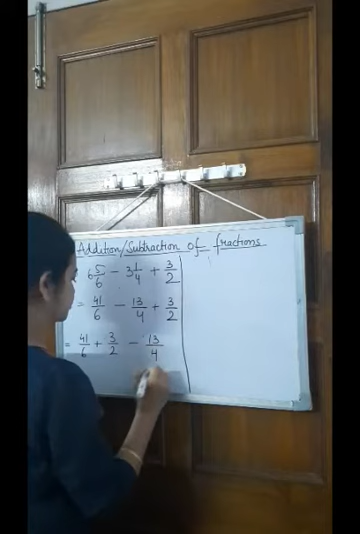 Addition/Subtraction of fractions
6 5/6 - 3 1/4 + 3/2
= 41/6 - 13/4 + 3/2
= 41/6 + 3/2 - 13/4